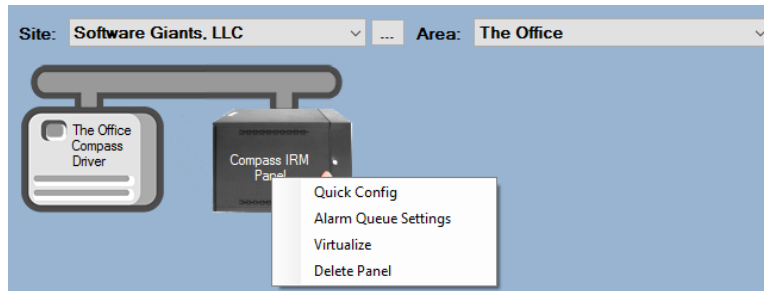 Site: Software Giants, LLC ... Area: The Office
The Office
Compass
Driver
Compass IRM
Panel
Quick Config
Alarm Queue Settings
Virtualize
Delete Panel